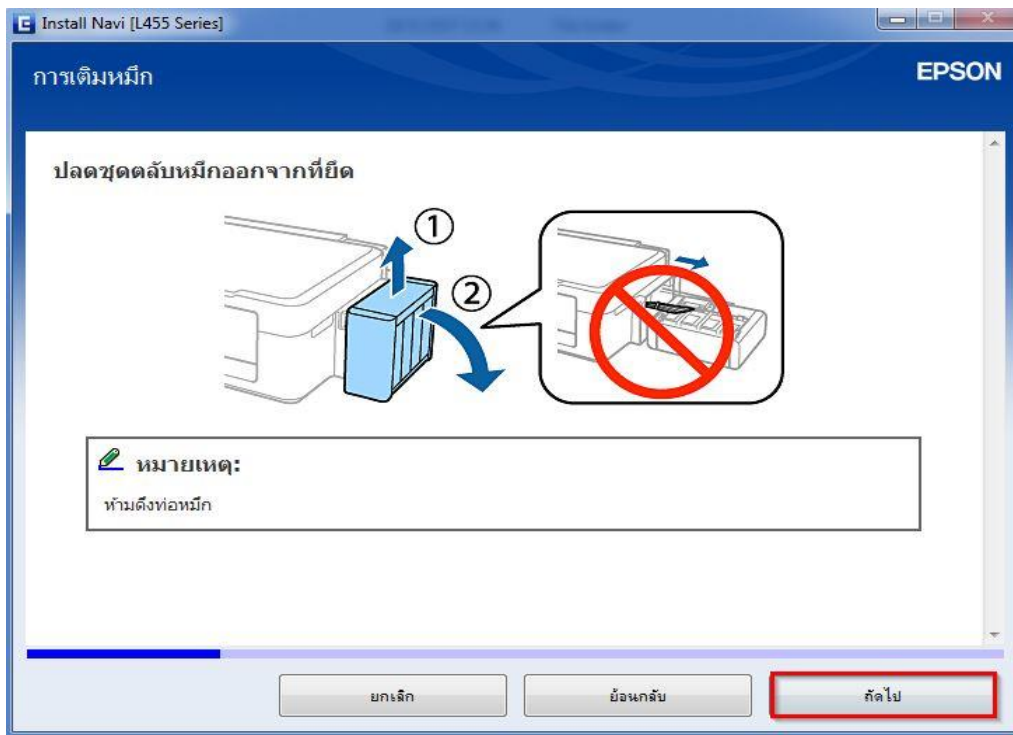 Install Navi [L455 Series]
การเติมหมึก
EPSON
ปลดชุดตลับหมึกออกจากที่ยึด
①
②
หมายเหตุ:
ห้ามดึงท่อหมึก
ยกเลิก
ย้อนกลับ
ถัดไป